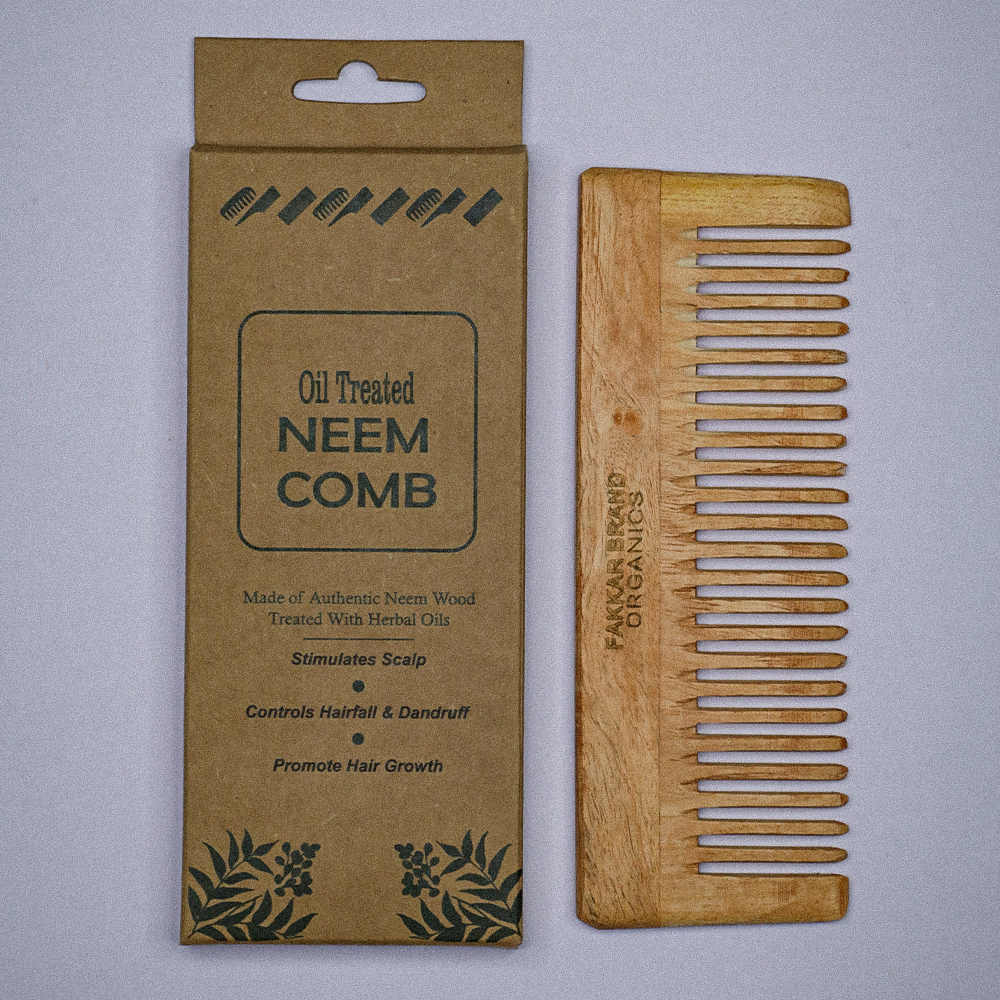 Oil Treated
NEEM
COMB
Made of Authentic Neem Wood
Treated With Herbal Oils
Stimulates Scalp
Controls Hairfall & Dandruff
Promote Hair Growth
FAKKAR BRAND
ORGANICS